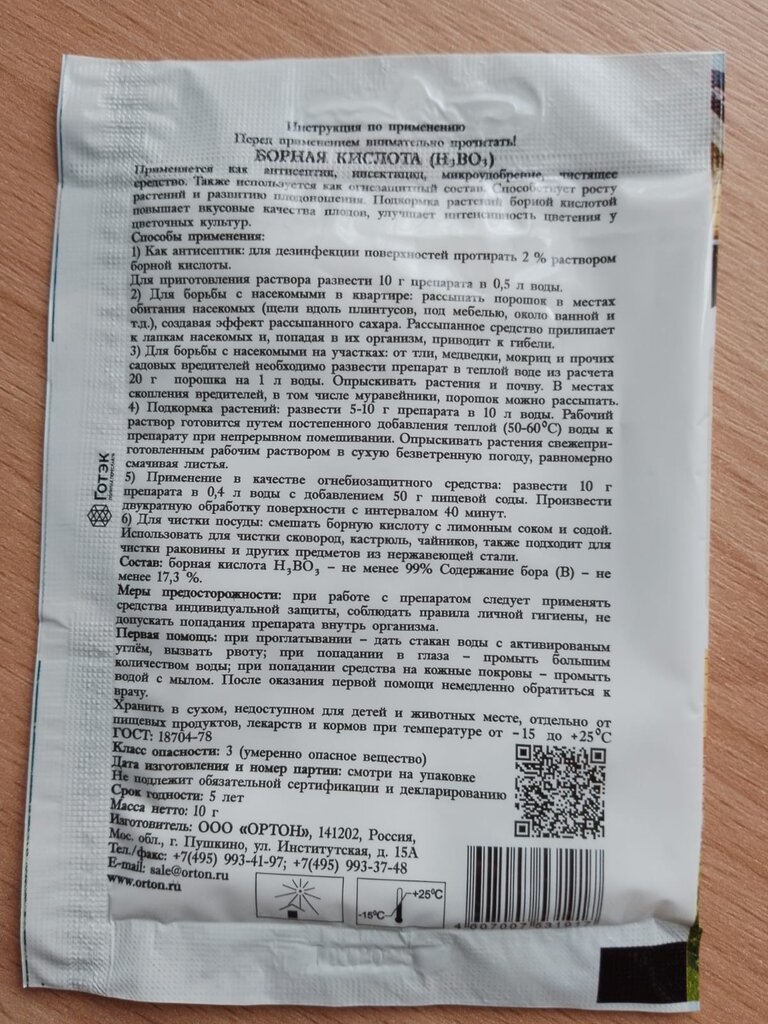 Инструкция по применению
Перед применением внимательно прочитать!
БОРНАЯ КИСЛОТА (H₃BO₃)
Применяется как антисептик, инсектицид, микроудобрение, чистящее
средство. Также используется как огнезащитный состав. Способствует росту
растений и развитию плодоношения. Подкормка растений борной кислотой
повышает вкусовые качества плодов, улучшает интенсивность цветения у
цветочных культур.
Способы применения:
1) Как антисептик: для дезинфекции поверхностей протирать 2 % раствором
борной кислоты.
Для приготовления раствора развести 10 г препарата в 0,5 л воды.
2) Для борьбы с насекомыми в квартире: рассыпать порошок в местах
обитания насекомых (щели вдоль плинтусов, под мебелью, около ванной и
т.д.), создавая эффект рассыпанного сахара. Рассыпанное средство прилипает
к лапкам насекомых и, попадая в их организм, приводит к гибели.
3) Для борьбы с насекомыми на участках: от тли, медведки, мокриц и прочих
садовых вредителей необходимо развести препарат в теплой воде из расчета
20 г порошка на 1 л воды. Опрыскивать растения и почву. В местах
скопления вредителей, в том числе муравейники, порошок можно рассыпать.
4) Подкормка растений: развести 5-10 г препарата в 10 л воды. Рабочий
раствор готовится путем постепенного добавления теплой (50-60°C) воды к
препарату при непрерывном помешивании. Опрыскивать растения свежепри-
готовленным рабочим раствором в сухую безветренную погоду, равномерно
смачивая листья.
5) Применение в качестве огнебиозащитного средства: развести 10 г
препарата в 0,4 л воды с добавлением 50 г пищевой соды. Произвести
двукратную обработку поверхности с интервалом 40 минут.
6) Для чистки посуды: смешать борную кислоту с лимонным соком и содой.
Использовать для чистки сковород, кастрюль, чайников, также подходит для
чистки раковины и других предметов из нержавеющей стали.
Состав: борная кислота H₃BO₃ – не менее 99% Содержание бора (В) – не
менее 17,3 %.
Меры предосторожности: при работе с препаратом следует применять
средства индивидуальной защиты, соблюдать правила личной гигиены, не
допускать попадания препарата внутрь организма.
Первая помощь: при проглатывании – дать стакан воды с активированым
углём, вызвать рвоту; при попадании в глаза – промыть большим
количеством воды; при попадании средства на кожные покровы – промыть
водой с мылом. После оказания первой помощи немедленно обратиться к
врачу.
Хранить в сухом, недоступном для детей и животных месте, отдельно от
пищевых продуктов, лекарств и кормов при температуре от -15 до +25°C
ГОСТ: 18704-78
Класс опасности: 3 (умеренно опасное вещество)
Дата изготовления и номер партии: смотри на упаковке
Не подлежит обязательной сертификации и декларированию
Срок годности: 5 лет
Масса нетто: 10 г
Изготовитель: ООО «ОРТОН», 141202, Россия,
Мос. обл., г. Пушкино, ул. Институтская, д. 15А
Тел./факс: +7(495) 993-41-97; +7(495) 993-37-48
E-mail: sale@orton.ru
www.orton.ru
+25°C
-15°C
Готэк